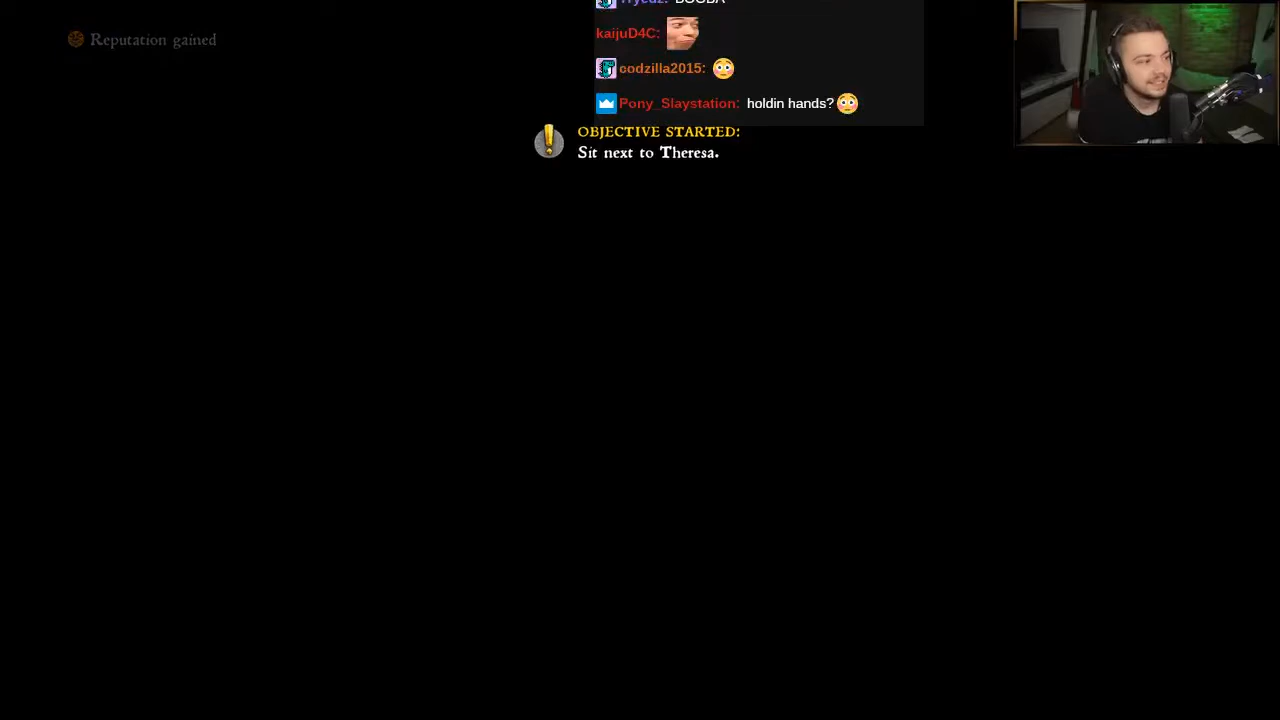 Reputation gained
kaijuD4C:
codzilla2015:
Pony_Slaystation: holdin hands?😳
OBJECTIVE STARTED:
Sit next to Theresa.